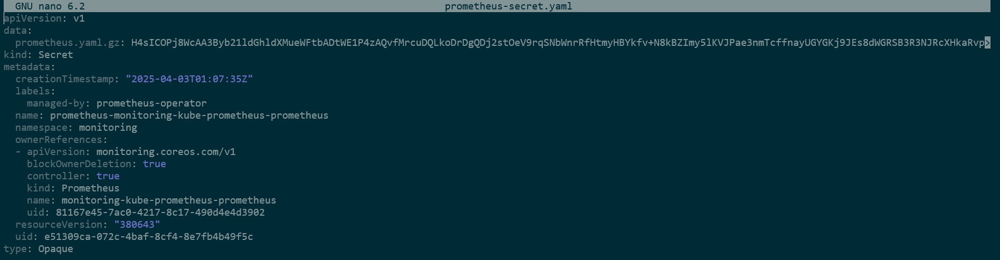 GNU nano 6.2 prometheus-secret.yaml
apiVersion: v1
data:
  prometheus.yaml.gz: H4sICOPj8WcAA3Byb21ldGhldXMueWFtbADtWE1P4zAQvfMrcuDQLkoDrDgQDj2stOeV9rqSNbWnrRfHtmyHBYkfv+N8kBZImy5lKVJPae3nmTcffnayUGYGKj9JEs8dWGRSB3R3NJRcXHkaRvp>
kind: Secret
metadata:
  creationTimestamp: "2025-04-03T01:07:35Z"
  labels:
    managed-by: prometheus-operator
  name: prometheus-monitoring-kube-prometheus-prometheus
  namespace: monitoring
  ownerReferences:
  - apiVersion: monitoring.coreos.com/v1
    blockOwnerDeletion: true
    controller: true
    kind: Prometheus
    name: monitoring-kube-prometheus-prometheus
    uid: 81167e45-7ac0-4217-8c17-490d4e4d3902
  resourceVersion: "380643"
  uid: e51309ca-072c-4baf-8cf4-8e7fb4b49f5c
type: Opaque